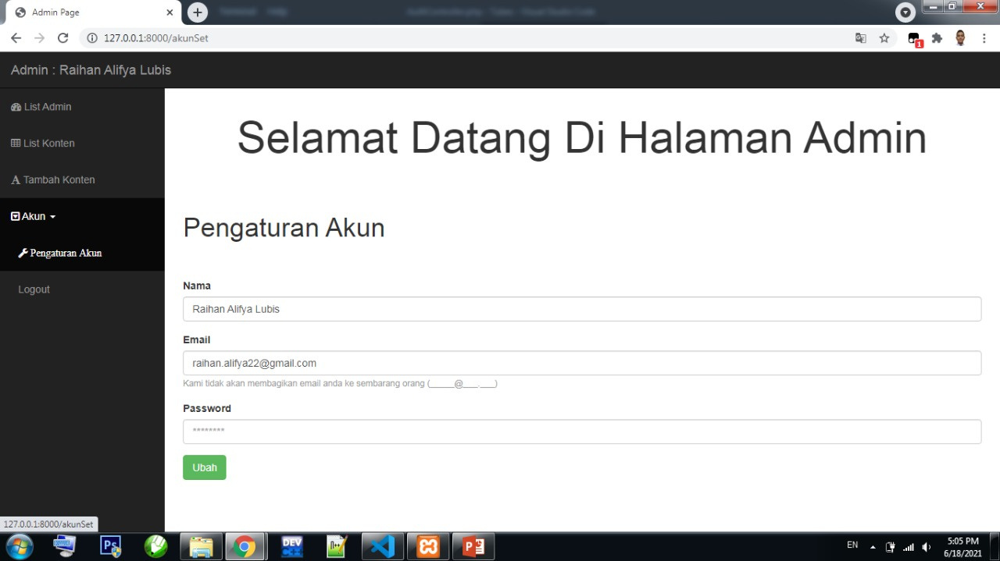 Admin Page
127.0.0.1:8000/akunSet
1
Admin : Raihan Alifya Lubis
List Admin
List Konten
Tambah Konten
Akun
Pengaturan Akun
Logout
Selamat Datang Di Halaman Admin
Pengaturan Akun
Nama
Raihan Alifya Lubis
Email
raihan.alifya22@gmail.com
Kami tidak akan membagikan email anda ke sembarang orang (_____@___.___)
Password
********
Ubah
127.0.0.1:8000/akunSet
Ps
DEV
C++
N++
EN
5:05 PM
6/18/2021